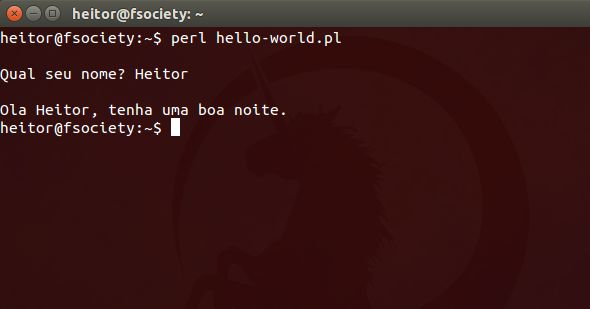 heitor@fsociety: ~
heitor@fsociety:~$ perl hello-world.pl
Qual seu nome? Heitor
Ola Heitor, tenha uma boa noite.
heitor@fsociety:~$